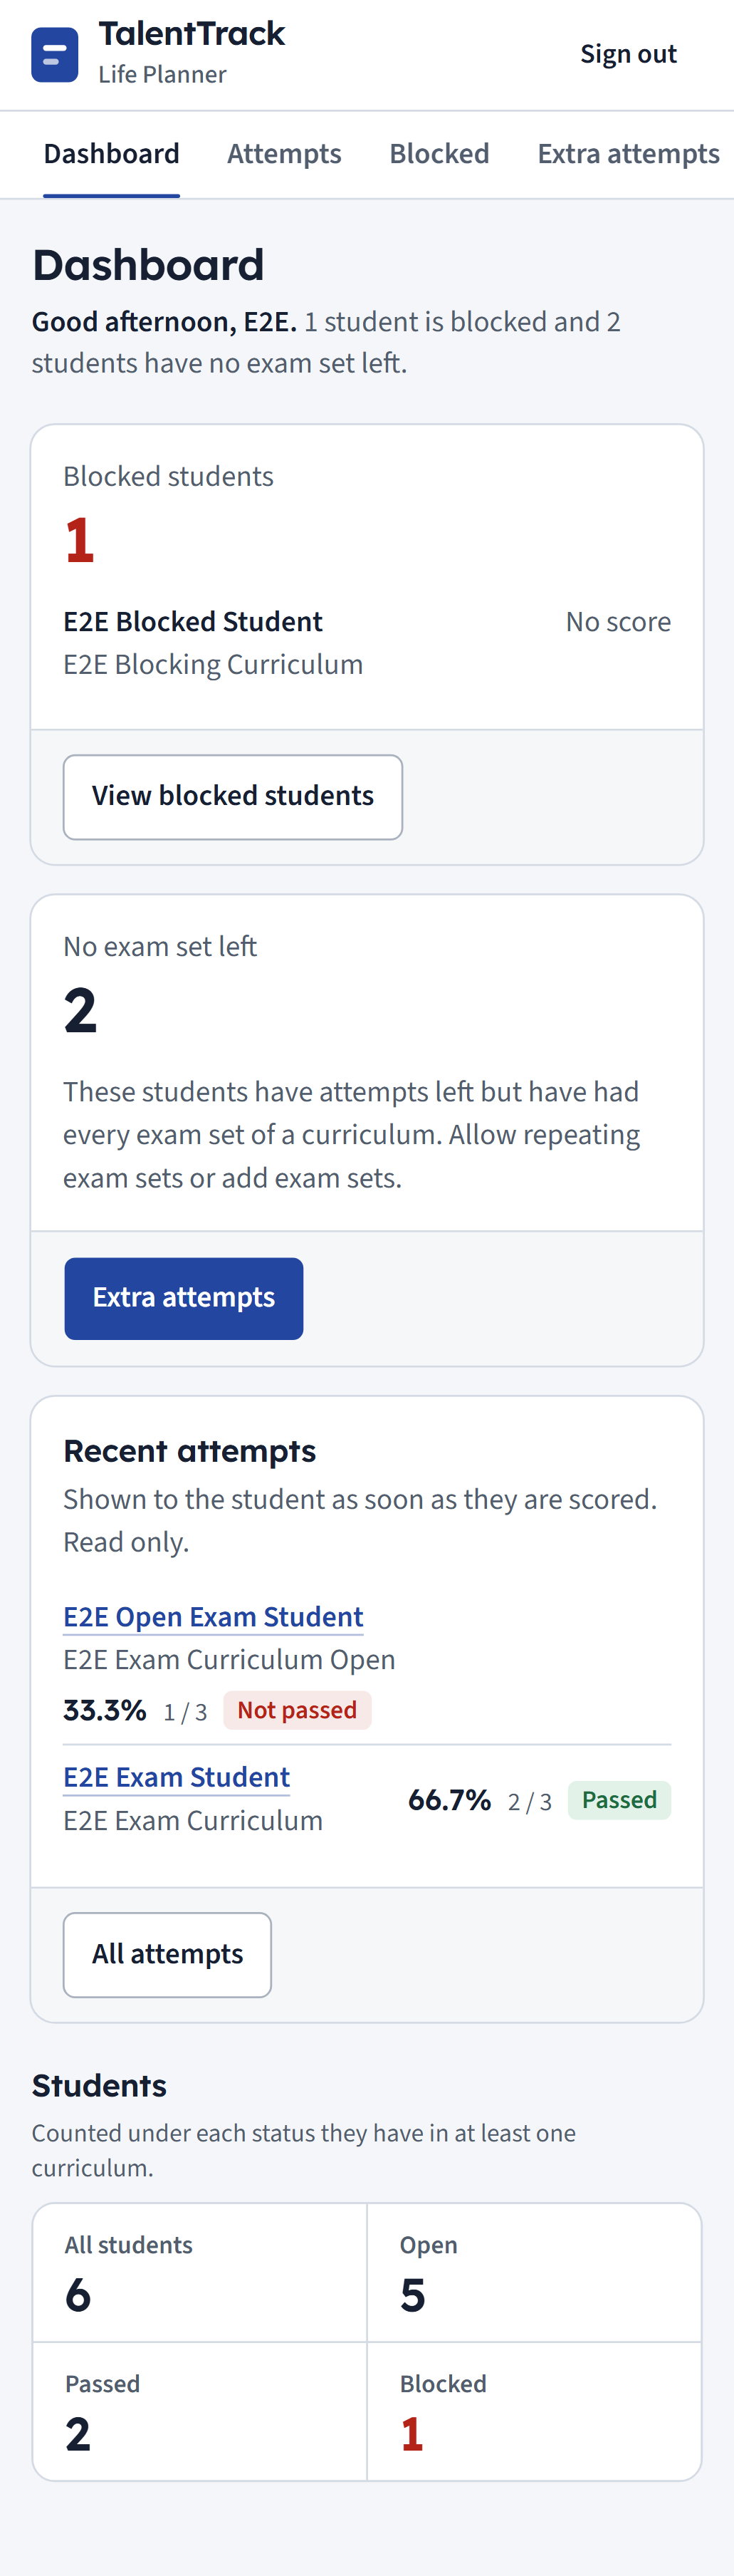 TalentTrack
Life Planner
Sign out
Dashboard
Attempts
Blocked
Extra attempts
Dashboard
Good afternoon, E2E. 1 student is blocked and 2
students have no exam set left.
Blocked students
1
E2E Blocked Student
No score
E2E Blocking Curriculum
View blocked students
No exam set left
2
These students have attempts left but have had
every exam set of a curriculum. Allow repeating
exam sets or add exam sets.
Extra attempts
Recent attempts
Shown to the student as soon as they are scored.
Read only.
E2E Open Exam Student
E2E Exam Curriculum Open
33.3% 1 / 3 Not passed
E2E Exam Student
E2E Exam Curriculum
66.7% 2 / 3 Passed
All attempts
Students
Counted under each status they have in at least one
curriculum.
All students
6
Open
5
Passed
2
Blocked
1